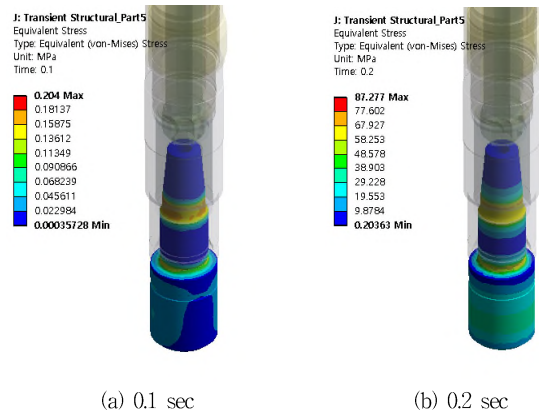 J: Transient Structural_Part5
Equivalent Stress
Type: Equivalent (von-Mises) Stress
Unit: MPa
Time: 0.1
0.204 Max
0.18137
0.15875
0.13612
0.11349
0.090866
0.068239
0.045611
0.022984
0.00035728 Min
(a) 0.1 sec
J: Transient Structural_Part5
Equivalent Stress
Type: Equivalent (von-Mises) Stress
Unit: MPa
Time: 0.2
87.277 Max
77.602
67.927
58.253
48.578
38.903
29.228
19.553
9.8784
0.20363 Min
(b) 0.2 sec